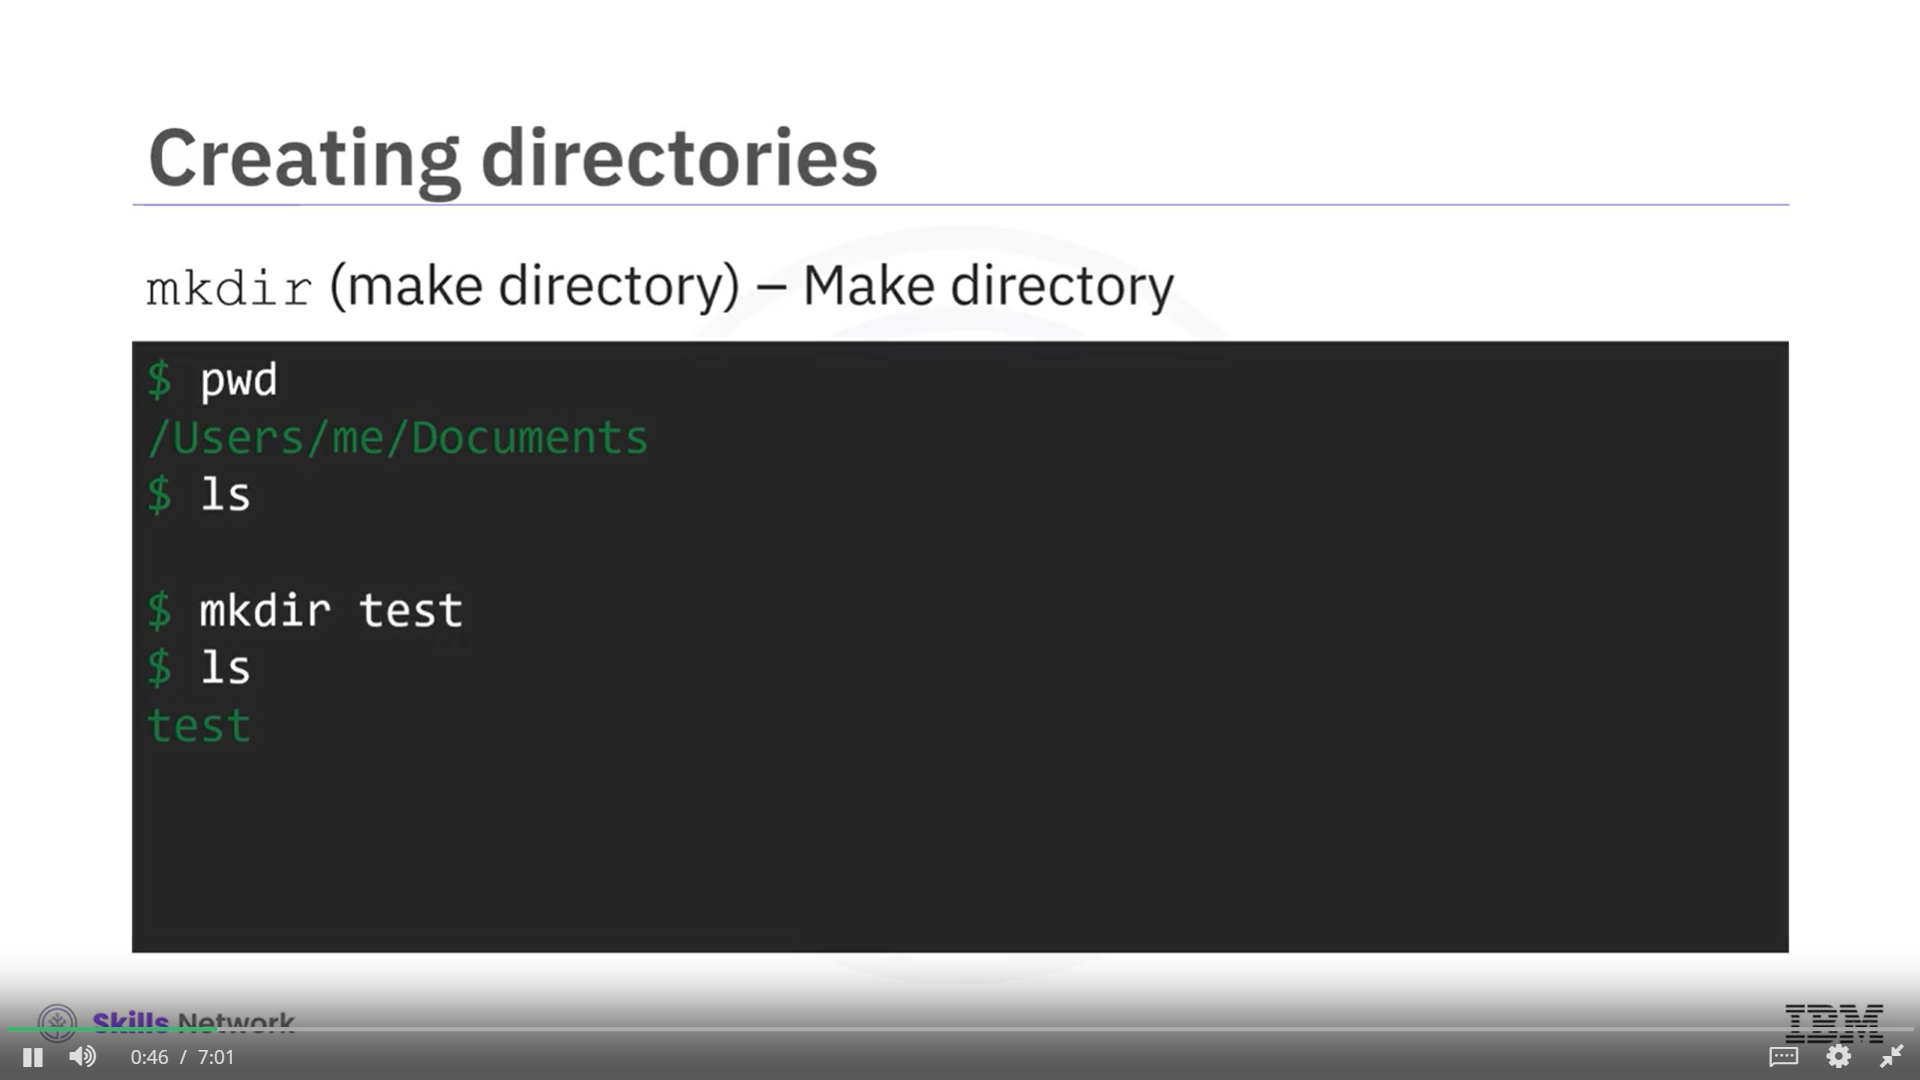 Creating directories
mkdir (make directory) – Make directory
$ pwd
/Users/me/Documents
$ ls
$ mkdir test
$ ls
test
Skills Network
IBM
0:46 / 7:01